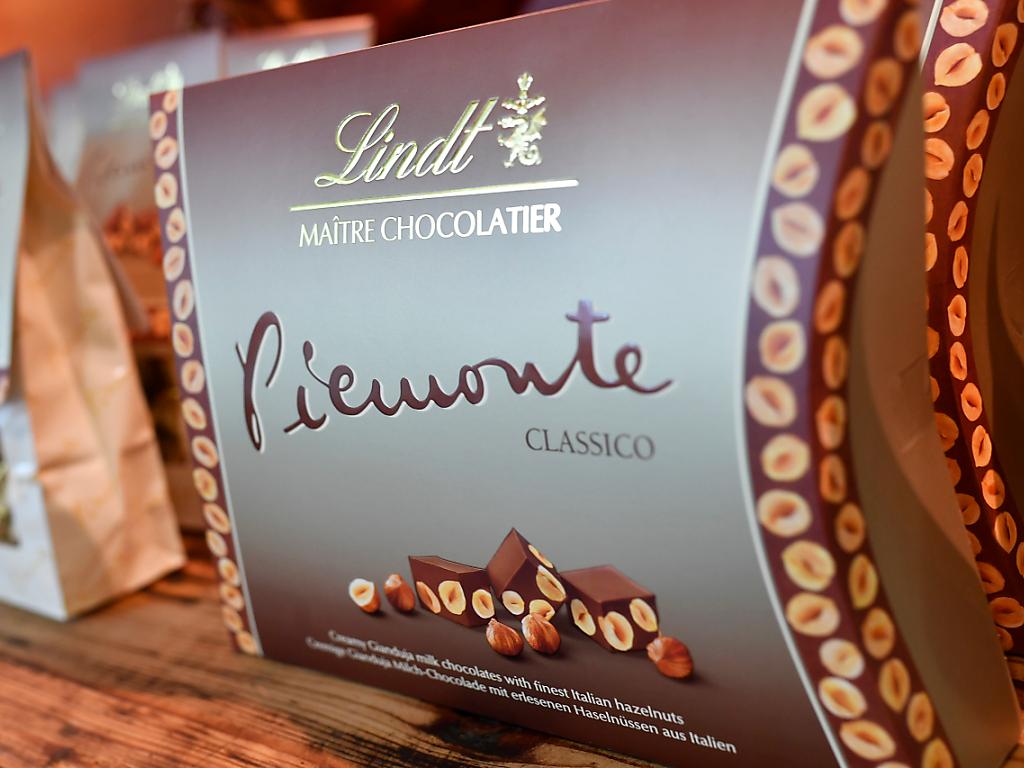 Lindt
MAÎTRE CHOCOLATIER
Piemonte
CLASSICO
Creamy Gianduja milk chocolates with finest Italian hazelnuts
Cremige Gianduja Milch-Chocolade mit erlesenen Haselnüssen aus Italien